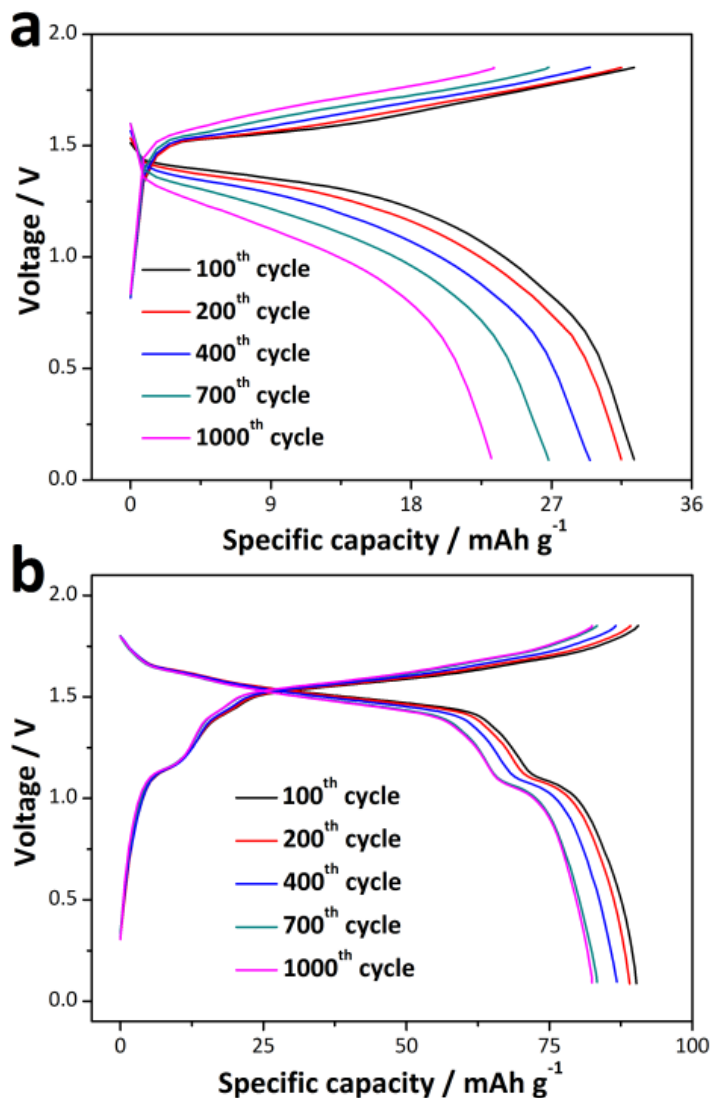 a
2.0
1.5
1.0
0.5
0.0
Voltage / V
100th cycle
200th cycle
400th cycle
700th cycle
1000th cycle
0 9 18 27 36
Specific capacity / mAh g-1
b
2.0
1.5
1.0
0.5
0.0
Voltage / V
100th cycle
200th cycle
400th cycle
700th cycle
1000th cycle
0 25 50 75 100
Specific capacity / mAh g-1